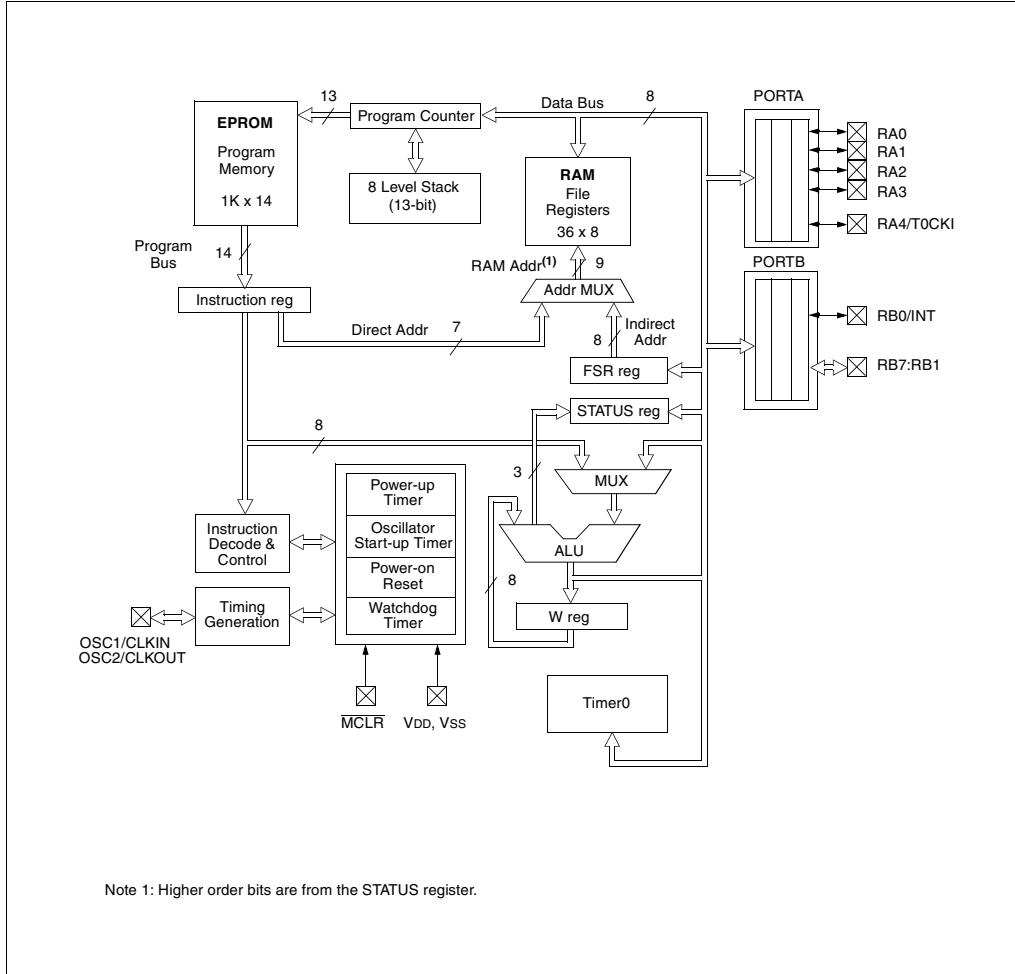 13
Data Bus
8
PORTA
EPROM
Program
Memory
1K x 14
Program Counter
8 Level Stack
(13-bit)
RAM
File
Registers
36 x 8
RA0
RA1
RA2
RA3
RA4/T0CKI
PORTB
Program
Bus
14
RAM Addr(1)
9
Addr MUX
Instruction reg
Direct Addr
7
8
Indirect
Addr
FSR reg
RB0/INT
RB7:RB1
STATUS reg
8
3
MUX
Power-up
Timer
Oscillator
Start-up Timer
Power-on
Reset
Watchdog
Timer
Instruction
Decode &
Control
ALU
8
W reg
Timing
Generation
OSC1/CLKIN
OSC2/CLKOUT
MCLR
VDD, VSS
Timer0
Note 1: Higher order bits are from the STATUS register.